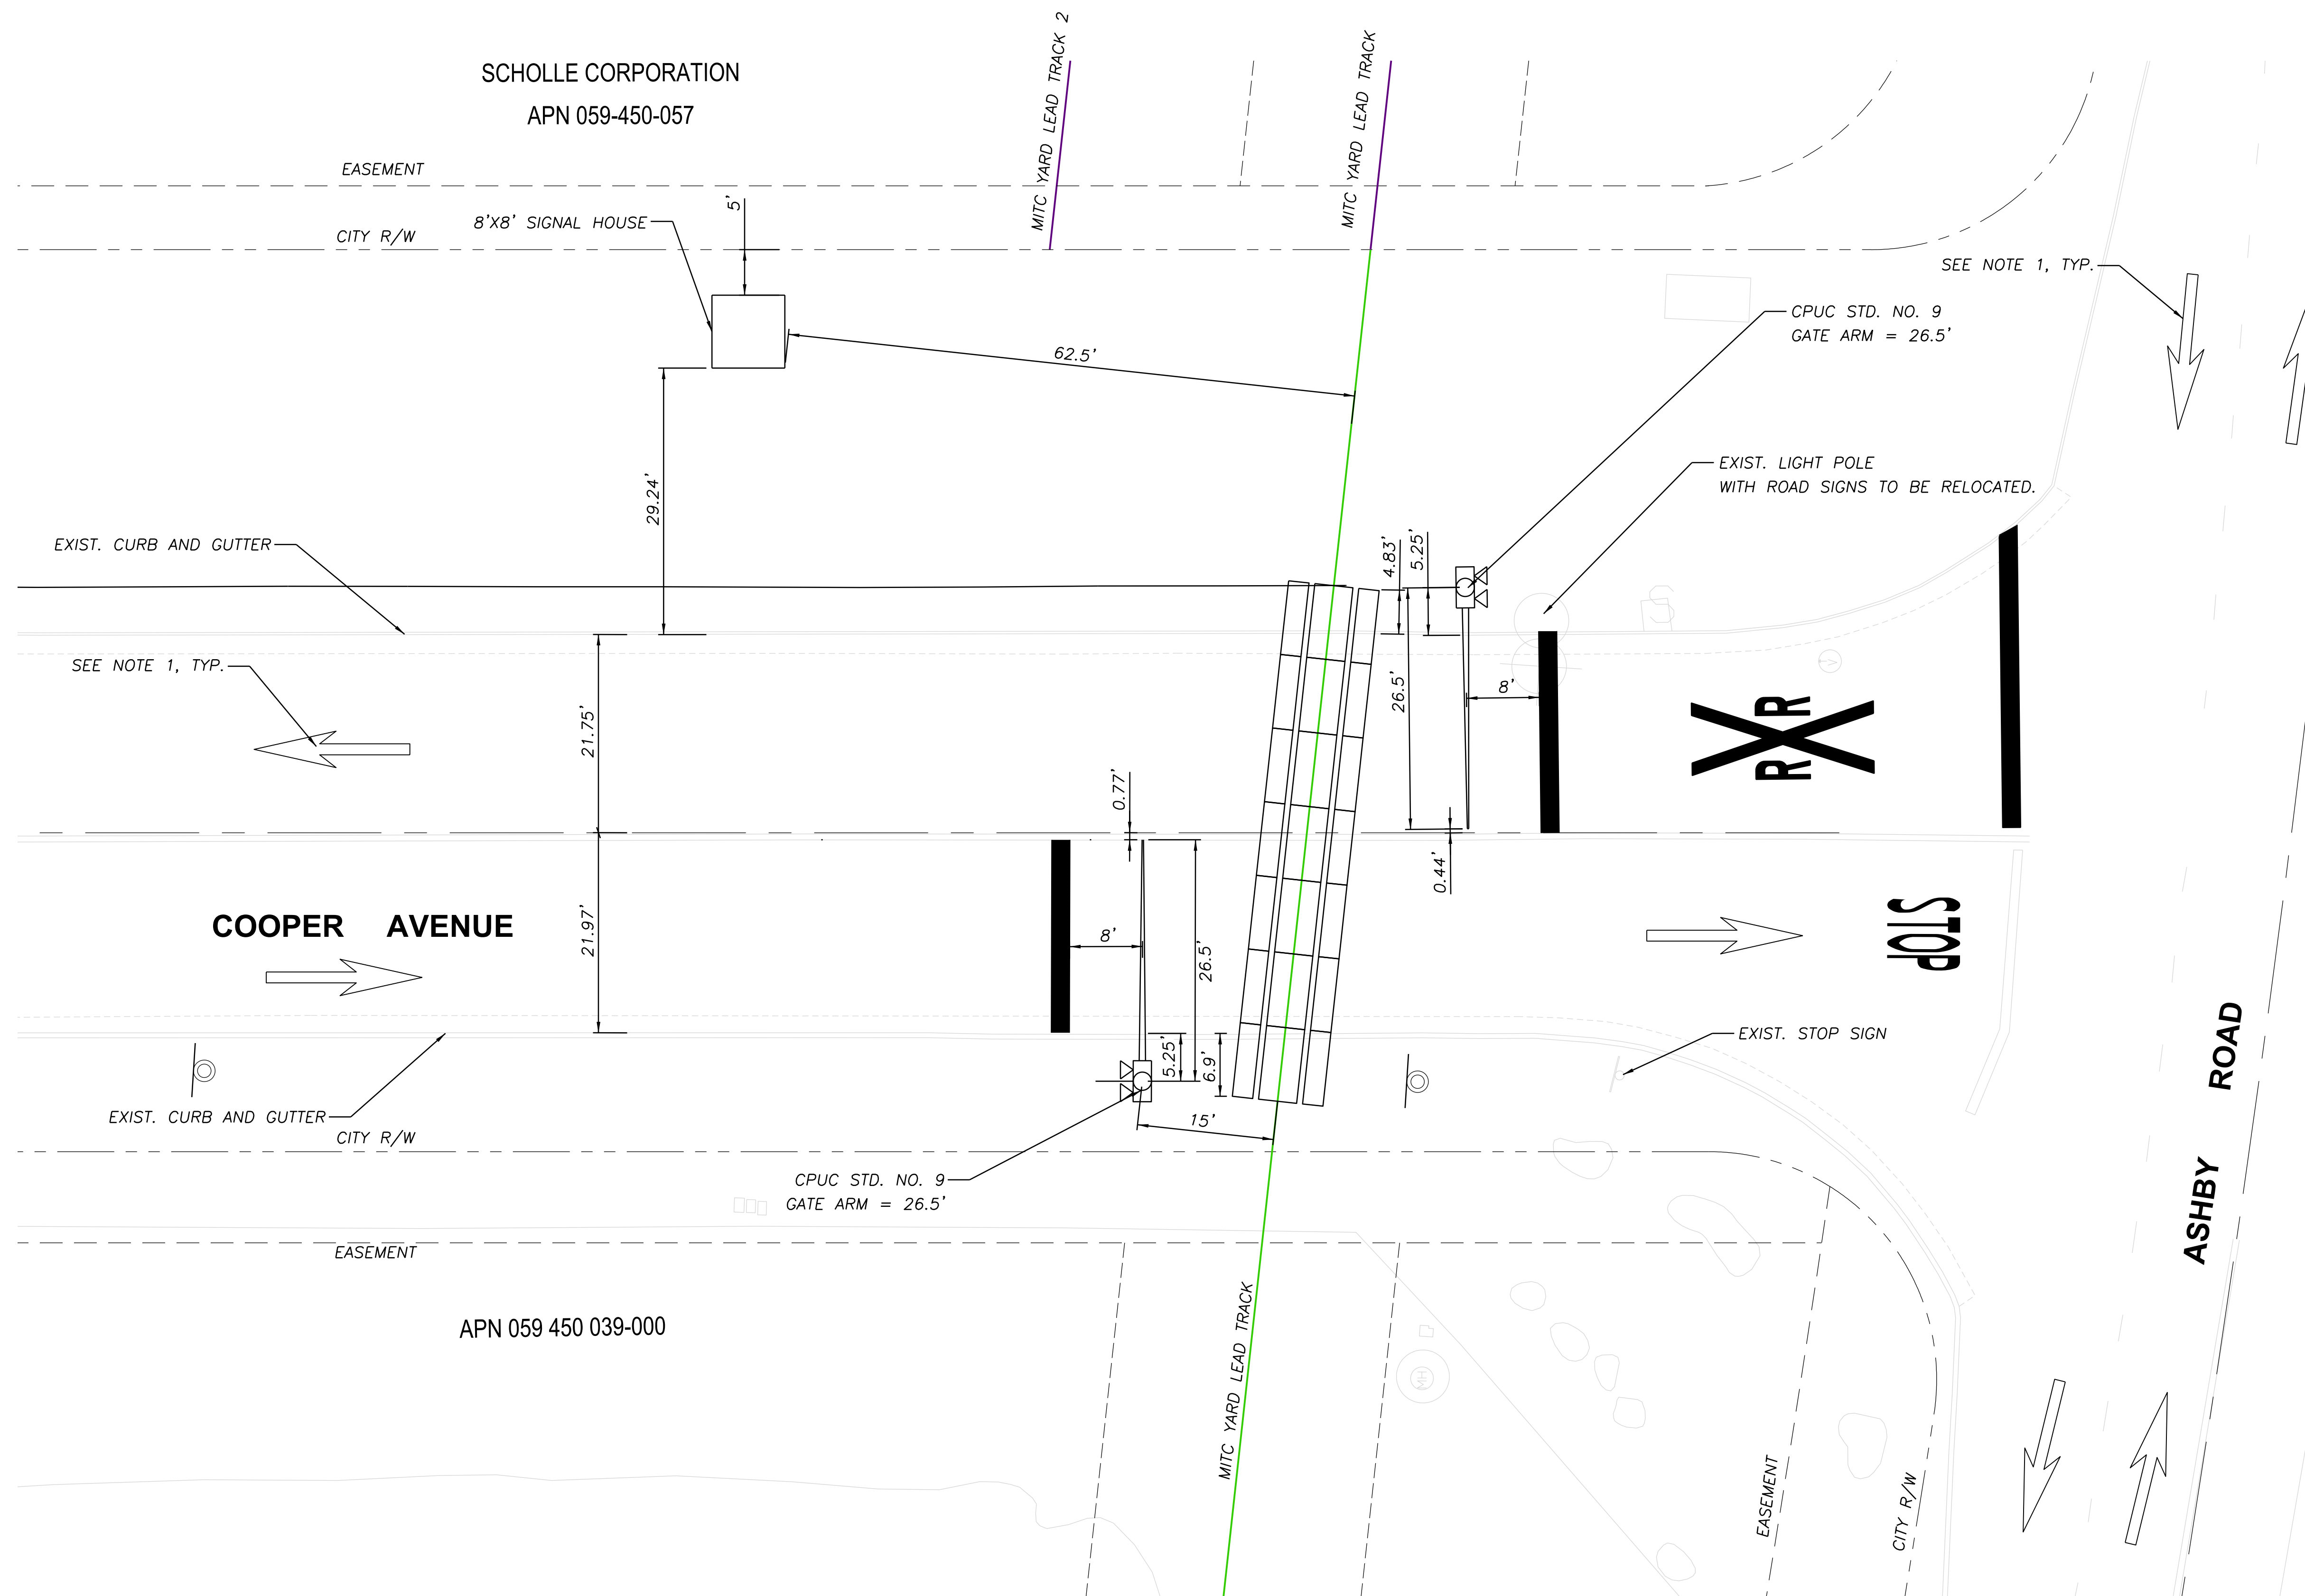 SCHOLLE CORPORATION
APN 059-450-057
MITC YARD LEAD TRACK 2
MITC YARD LEAD TRACK
EASEMENT
5'
8'X8' SIGNAL HOUSE
CITY R/W
SEE NOTE 1, TYP.
CPUC STD. NO. 9
GATE ARM = 26.5'
62.5'
EXIST. LIGHT POLE
WITH ROAD SIGNS TO BE RELOCATED.
29.24'
EXIST. CURB AND GUTTER
4.83'
5.25'
SEE NOTE 1, TYP.
26.5'
8'
RXR
21.75'
0.77'
0.44'
COOPER AVENUE
21.97'
8'
26.5'
STOP
5.25'
6.9'
EXIST. STOP SIGN
15'
EXIST. CURB AND GUTTER
CITY R/W
CPUC STD. NO. 9
GATE ARM = 26.5'
EASEMENT
ASHBY ROAD
APN 059 450 039-000
MITC YARD LEAD TRACK
MH
EASEMENT
CITY R/W